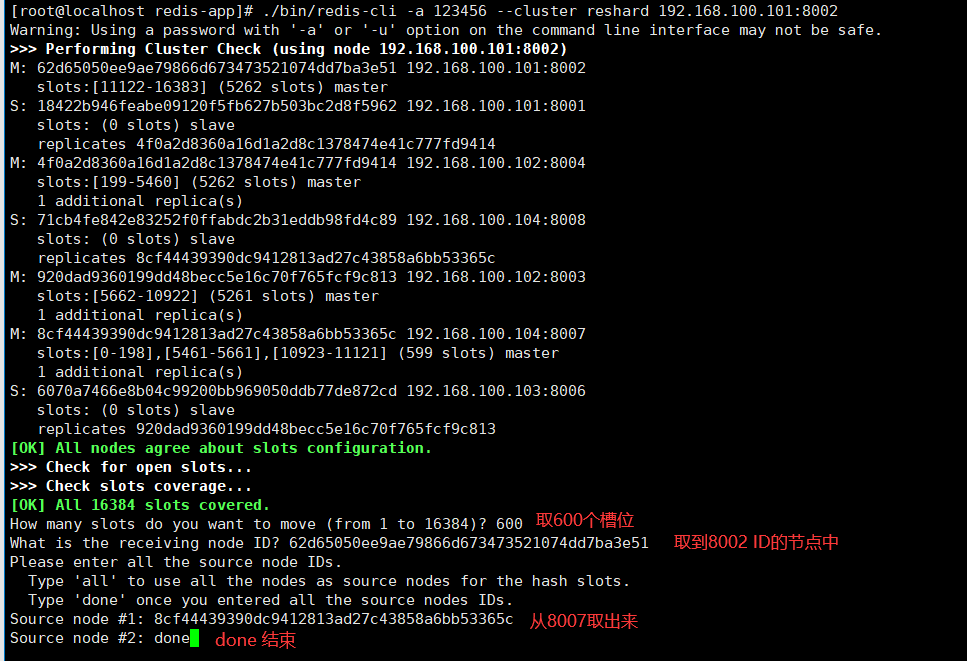 [root@localhost redis-app]# ./bin/redis-cli -a 123456 --cluster reshard 192.168.100.101:8002
Warning: Using a password with '-a' or '-u' option on the command line interface may not be safe.
>>> Performing Cluster Check (using node 192.168.100.101:8002)
M: 62d65050ee9ae79866d673473521074dd7ba3e51 192.168.100.101:8002
   slots:[11122-16383] (5262 slots) master
S: 18422b946feabe09120f5fb627b503bc2d8f5962 192.168.100.101:8001
   slots: (0 slots) slave
   replicates 4f0a2d8360a16d1a2d8c1378474e41c777fd9414
M: 4f0a2d8360a16d1a2d8c1378474e41c777fd9414 192.168.100.102:8004
   slots:[199-5460] (5262 slots) master
   1 additional replica(s)
S: 71cb4fe842e83252f0ffabdc2b31eddb98fd4c89 192.168.100.104:8008
   slots: (0 slots) slave
   replicates 8cf44439390dc9412813ad27c43858a6bb53365c
M: 920dad9360199dd48becc5e16c70f765fcf9c813 192.168.100.102:8003
   slots:[5662-10922] (5261 slots) master
   1 additional replica(s)
M: 8cf44439390dc9412813ad27c43858a6bb53365c 192.168.100.104:8007
   slots:[0-198],[5461-5661],[10923-11121] (599 slots) master
   1 additional replica(s)
S: 6070a7466e8b04c99200bb969050ddb77de872cd 192.168.100.103:8006
   slots: (0 slots) slave
   replicates 920dad9360199dd48becc5e16c70f765fcf9c813
[OK] All nodes agree about slots configuration.
>>> Check for open slots...
>>> Check slots coverage...
[OK] All 16384 slots covered.
How many slots do you want to move (from 1 to 16384)? 600 取600个槽位
What is the receiving node ID? 62d65050ee9ae79866d673473521074dd7ba3e51 取到8002 ID的节点中
Please enter all the source node IDs.
  Type 'all' to use all the nodes as source nodes for the hash slots.
  Type 'done' once you entered all the source nodes IDs.
Source node #1: 8cf44439390dc9412813ad27c43858a6bb53365c 从8007取出来
Source node #2: done done 结束